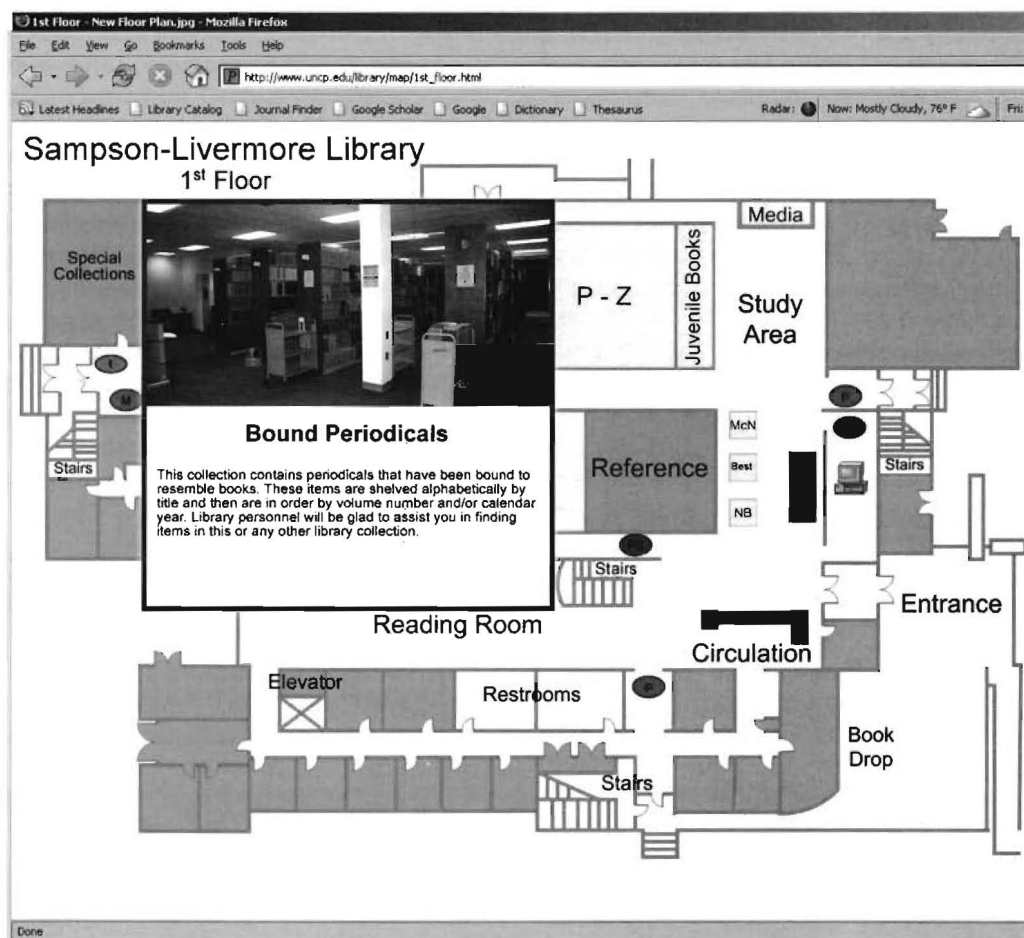 1st Floor - New Floor Plan.jpg - Mozilla Firefox
File Edit View Go Bookmarks Tools Help
http://www.uncp.edu/library/map/1st_floor.html
Latest Headlines Library Catalog Journal Finder Google Scholar Google Dictionary Thesaurus Radar: Now: Mostly Cloudy, 76° F Fri:
Sampson-Livermore Library
1st Floor
Special
Collections
Media
P - Z
Juvenile Books
Study
Area
M
Stairs
Bound Periodicals
This collection contains periodicals that have been bound to
resemble books. These items are shelved alphabetically by
title and then are in order by volume number and/or calendar
year. Library personnel will be glad to assist you in finding
items in this or any other library collection.
Reference
McN
Best
NB
P
Stairs
Stairs
Entrance
Reading Room
Circulation
Elevator
Restrooms
P
Book
Drop
Stairs
Done